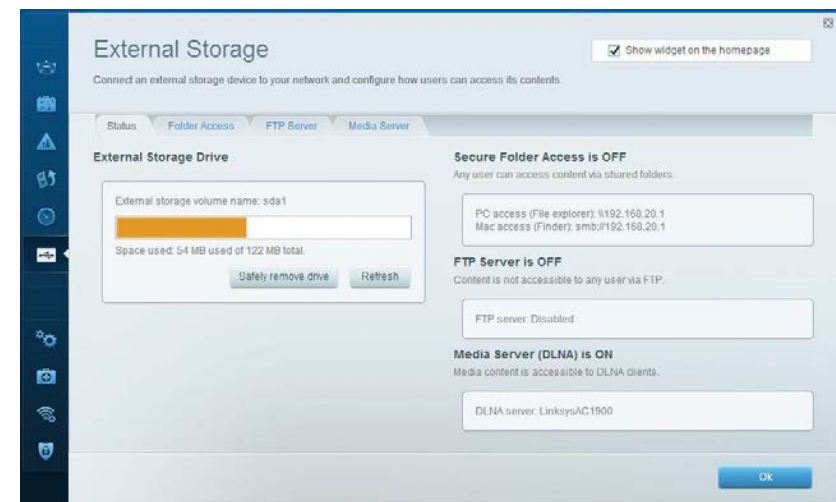 External Storage
Show widget on the homepage
Connect an external storage device to your network and configure how users can access its contents.
Status
Folder Access
FTP Server
Media Server
External Storage Drive
External storage volume name: sda1
Space used: 54 MB used of 122 MB total.
Safely remove drive
Refresh
Secure Folder Access is OFF
Any user can access content via shared folders.
PC access (File explorer): \\192.168.20.1
Mac access (Finder): smb://192.168.20.1
FTP Server is OFF
Content is not accessible to any user via FTP.
FTP server: Disabled
Media Server (DLNA) is ON
Media content is accessible to DLNA clients.
DLNA server: LinksysAC1900
Ok